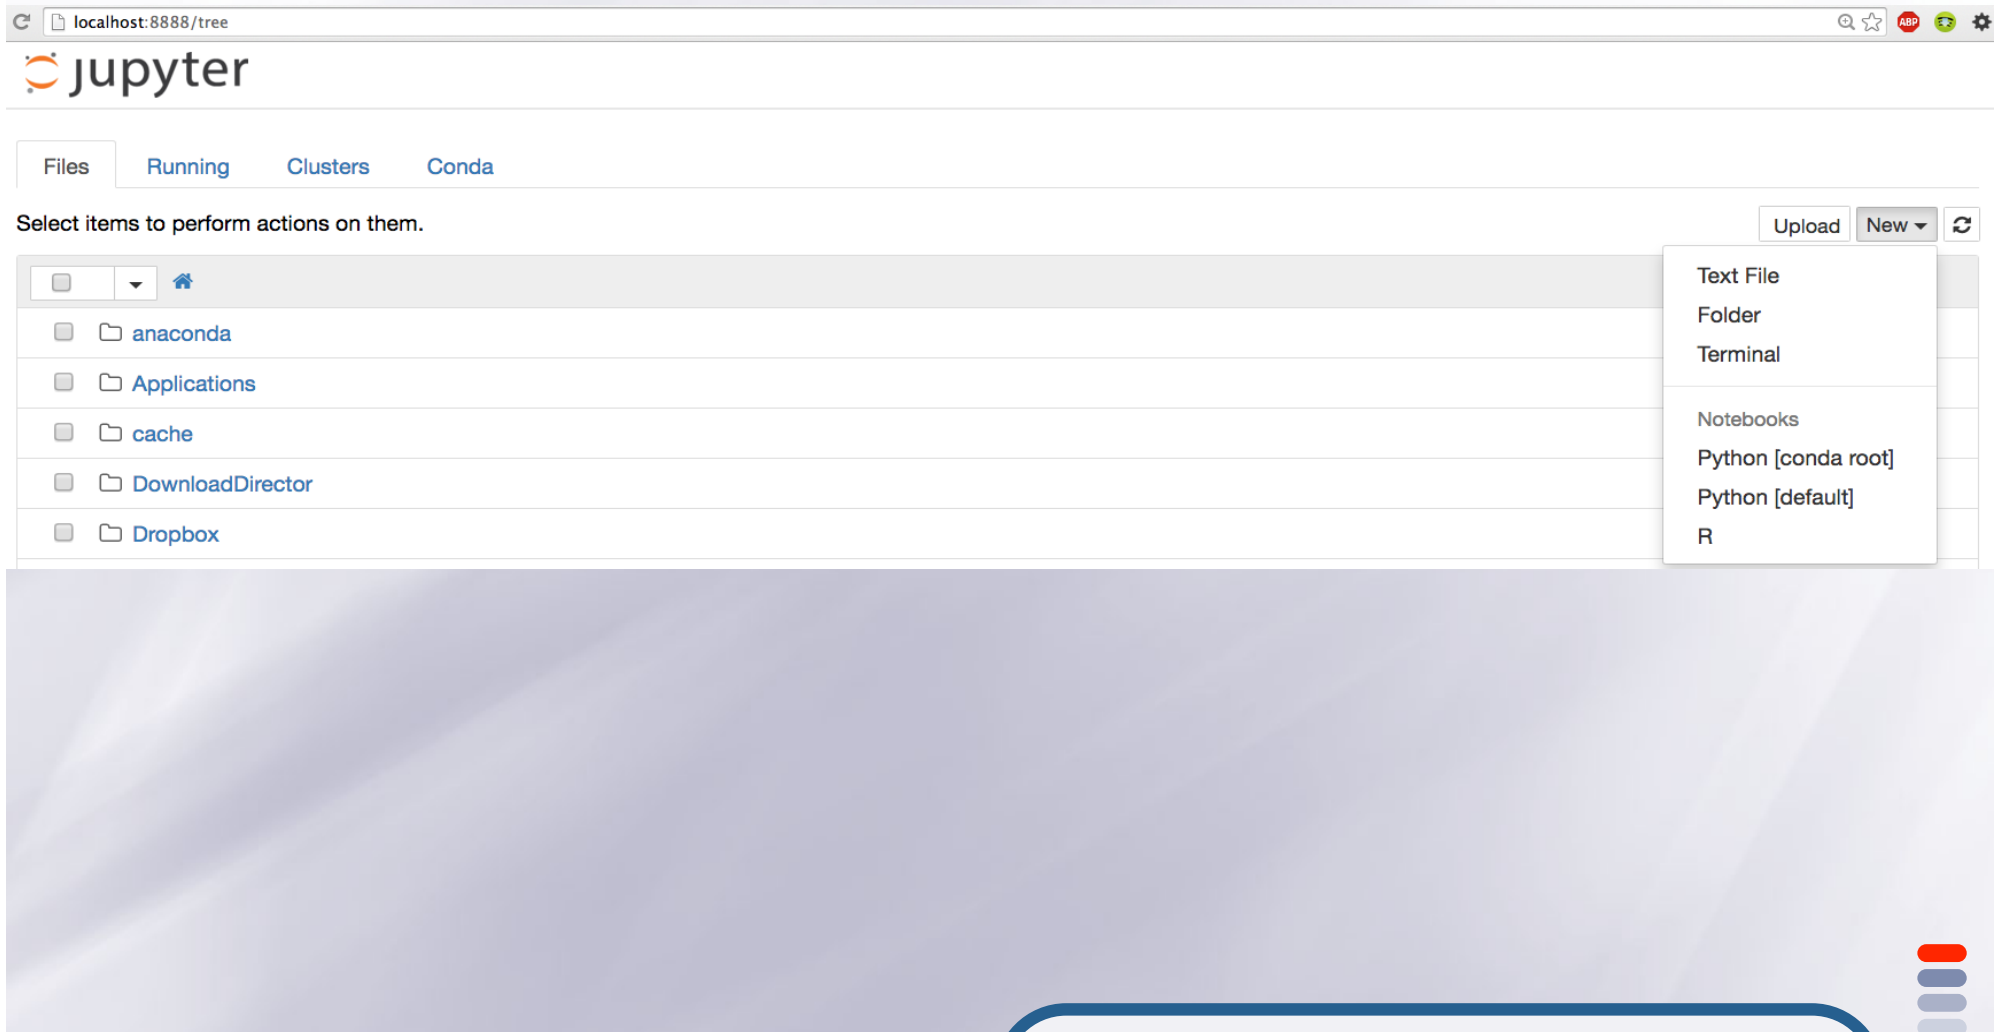 localhost:8888/tree
ABP
jupyter
Files Running Clusters Conda
Select items to perform actions on them.
Upload New
Text File
Folder
Terminal
Notebooks
Python [conda root]
Python [default]
R
anaconda
Applications
cache
DownloadDirector
Dropbox